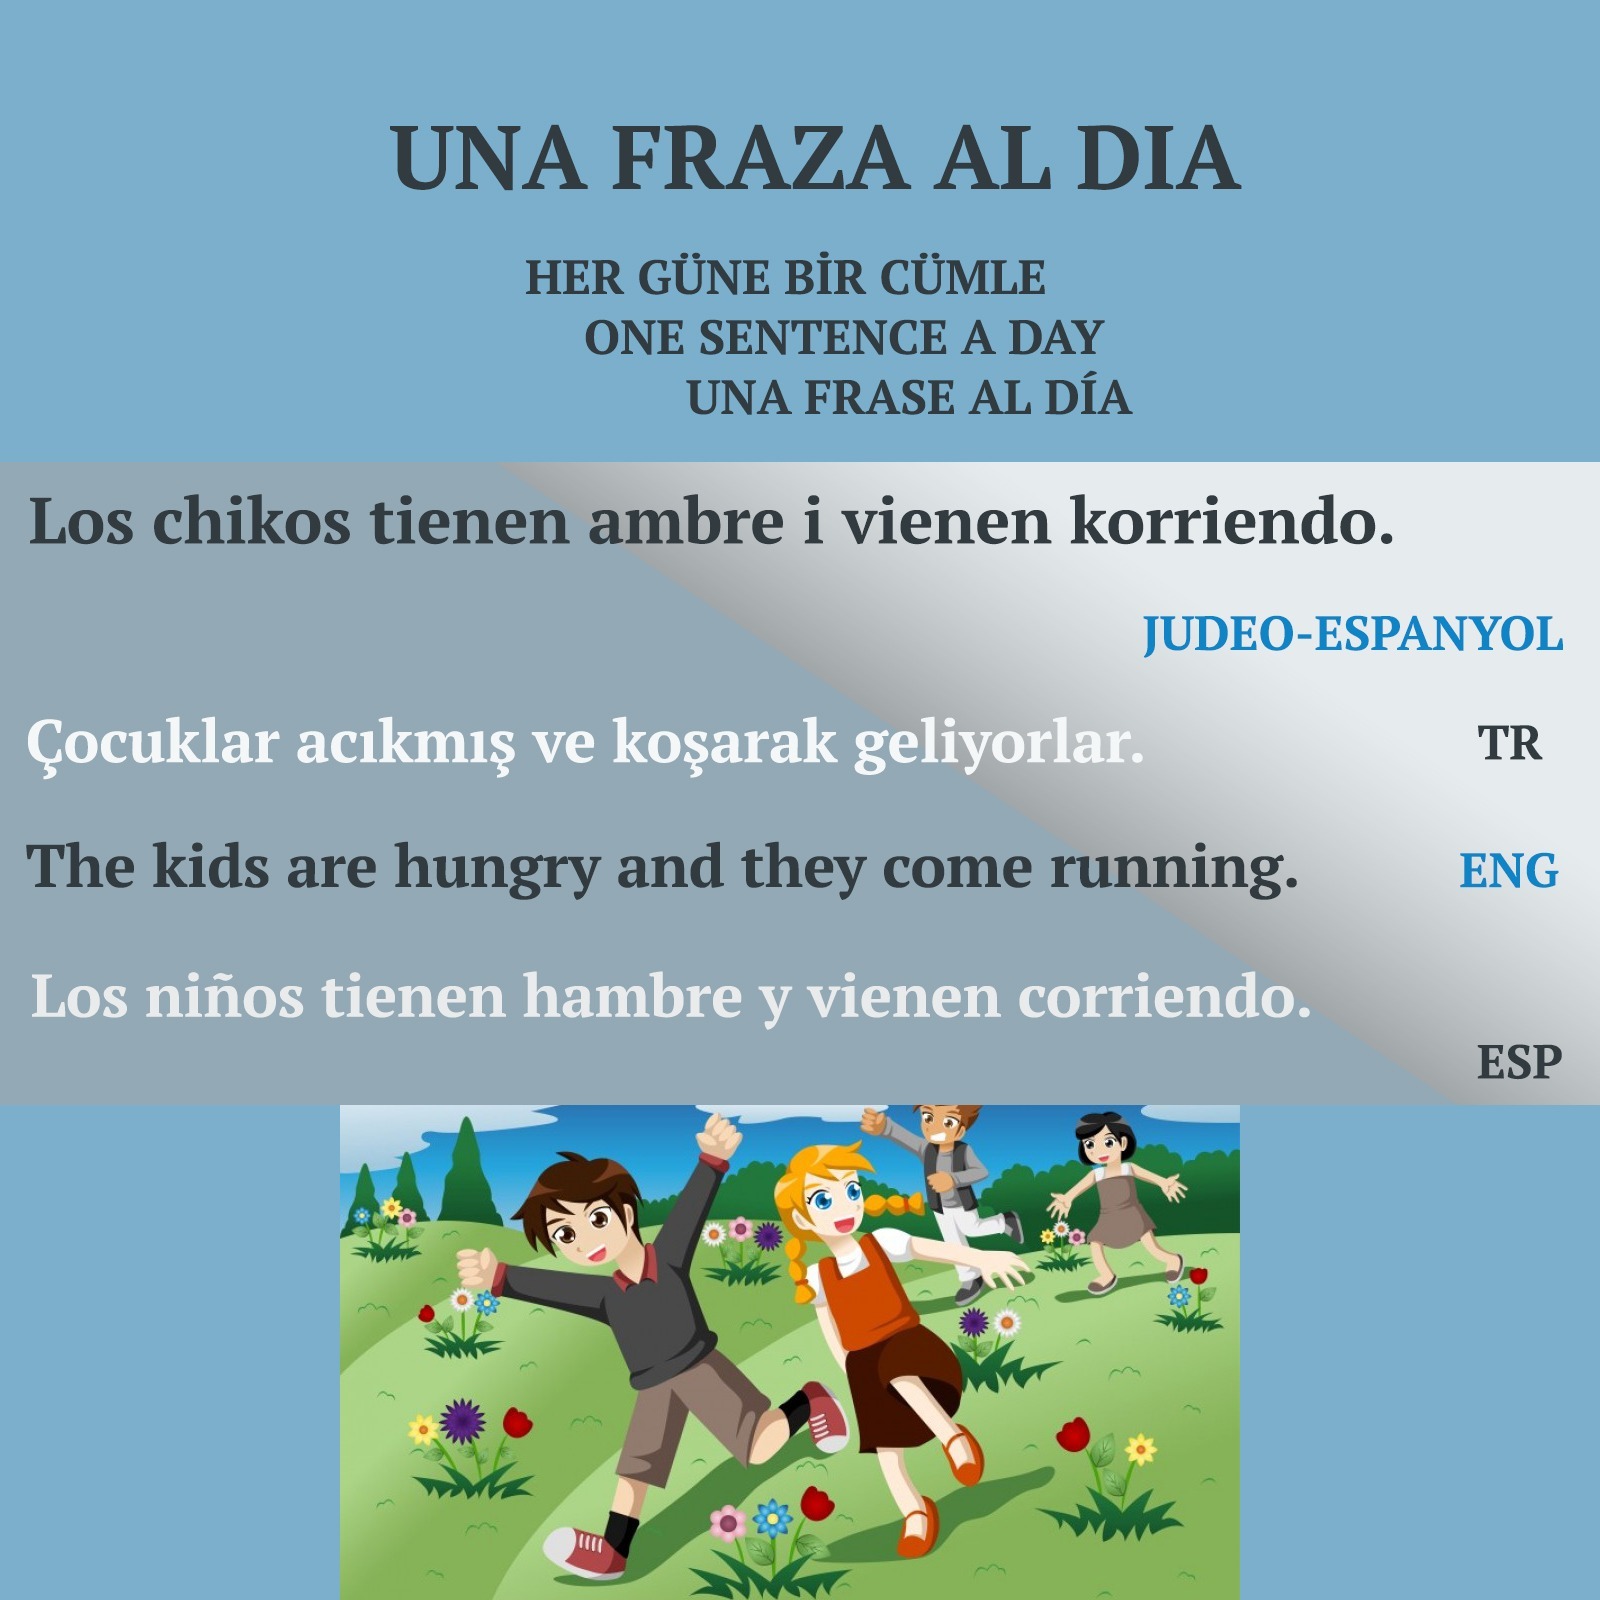 UNA FRAZA AL DIA
HER GÜNE BİR CÜMLE
ONE SENTENCE A DAY
UNA FRASE AL DÍA
Los chikos tienen ambre i vienen korriendo.
JUDEO-ESPANYOL
Çocuklar acıkmış ve koşarak geliyorlar. TR
The kids are hungry and they come running. ENG
Los niños tienen hambre y vienen corriendo.
ESP